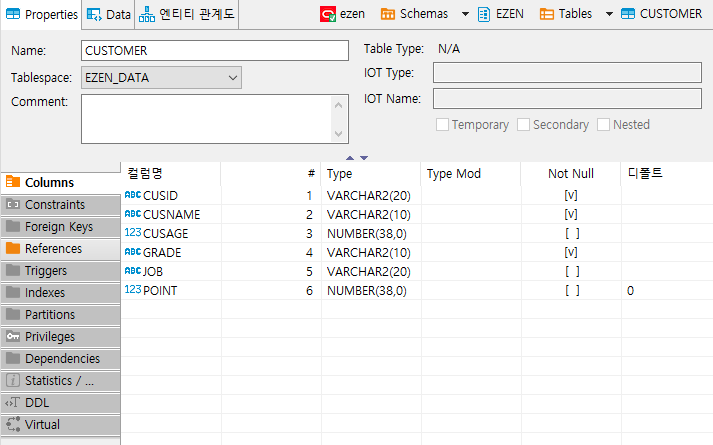 Properties Data 엔티티 관계도 ezen Schemas EZEN Tables CUSTOMER
Name: CUSTOMER
Tablespace: EZEN_DATA
Comment:
Table Type: N/A
IOT Type:
IOT Name:
Temporary Secondary Nested
Columns
Constraints
Foreign Keys
References
Triggers
Indexes
Partitions
Privileges
Dependencies
Statistics / ...
DDL
Virtual
컬럼명 # Type Type Mod Not Null 디폴트
ABC CUSID 1 VARCHAR2(20) [v]
ABC CUSNAME 2 VARCHAR2(10) [v]
123 CUSAGE 3 NUMBER(38,0) [ ]
ABC GRADE 4 VARCHAR2(10) [v]
ABC JOB 5 VARCHAR2(20) [ ]
123 POINT 6 NUMBER(38,0) [ ] 0